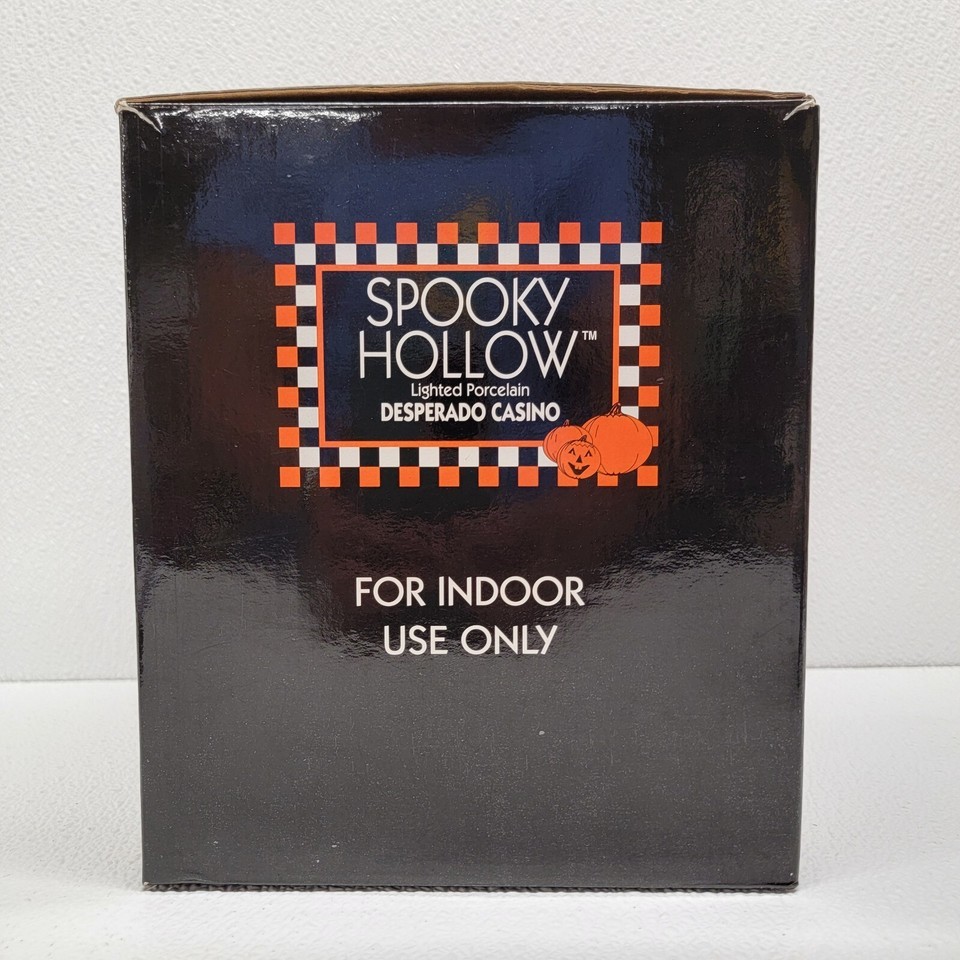 SPOOKY
HOLLOW™
Lighted Porcelain
DESPERADO CASINO
FOR INDOOR
USE ONLY